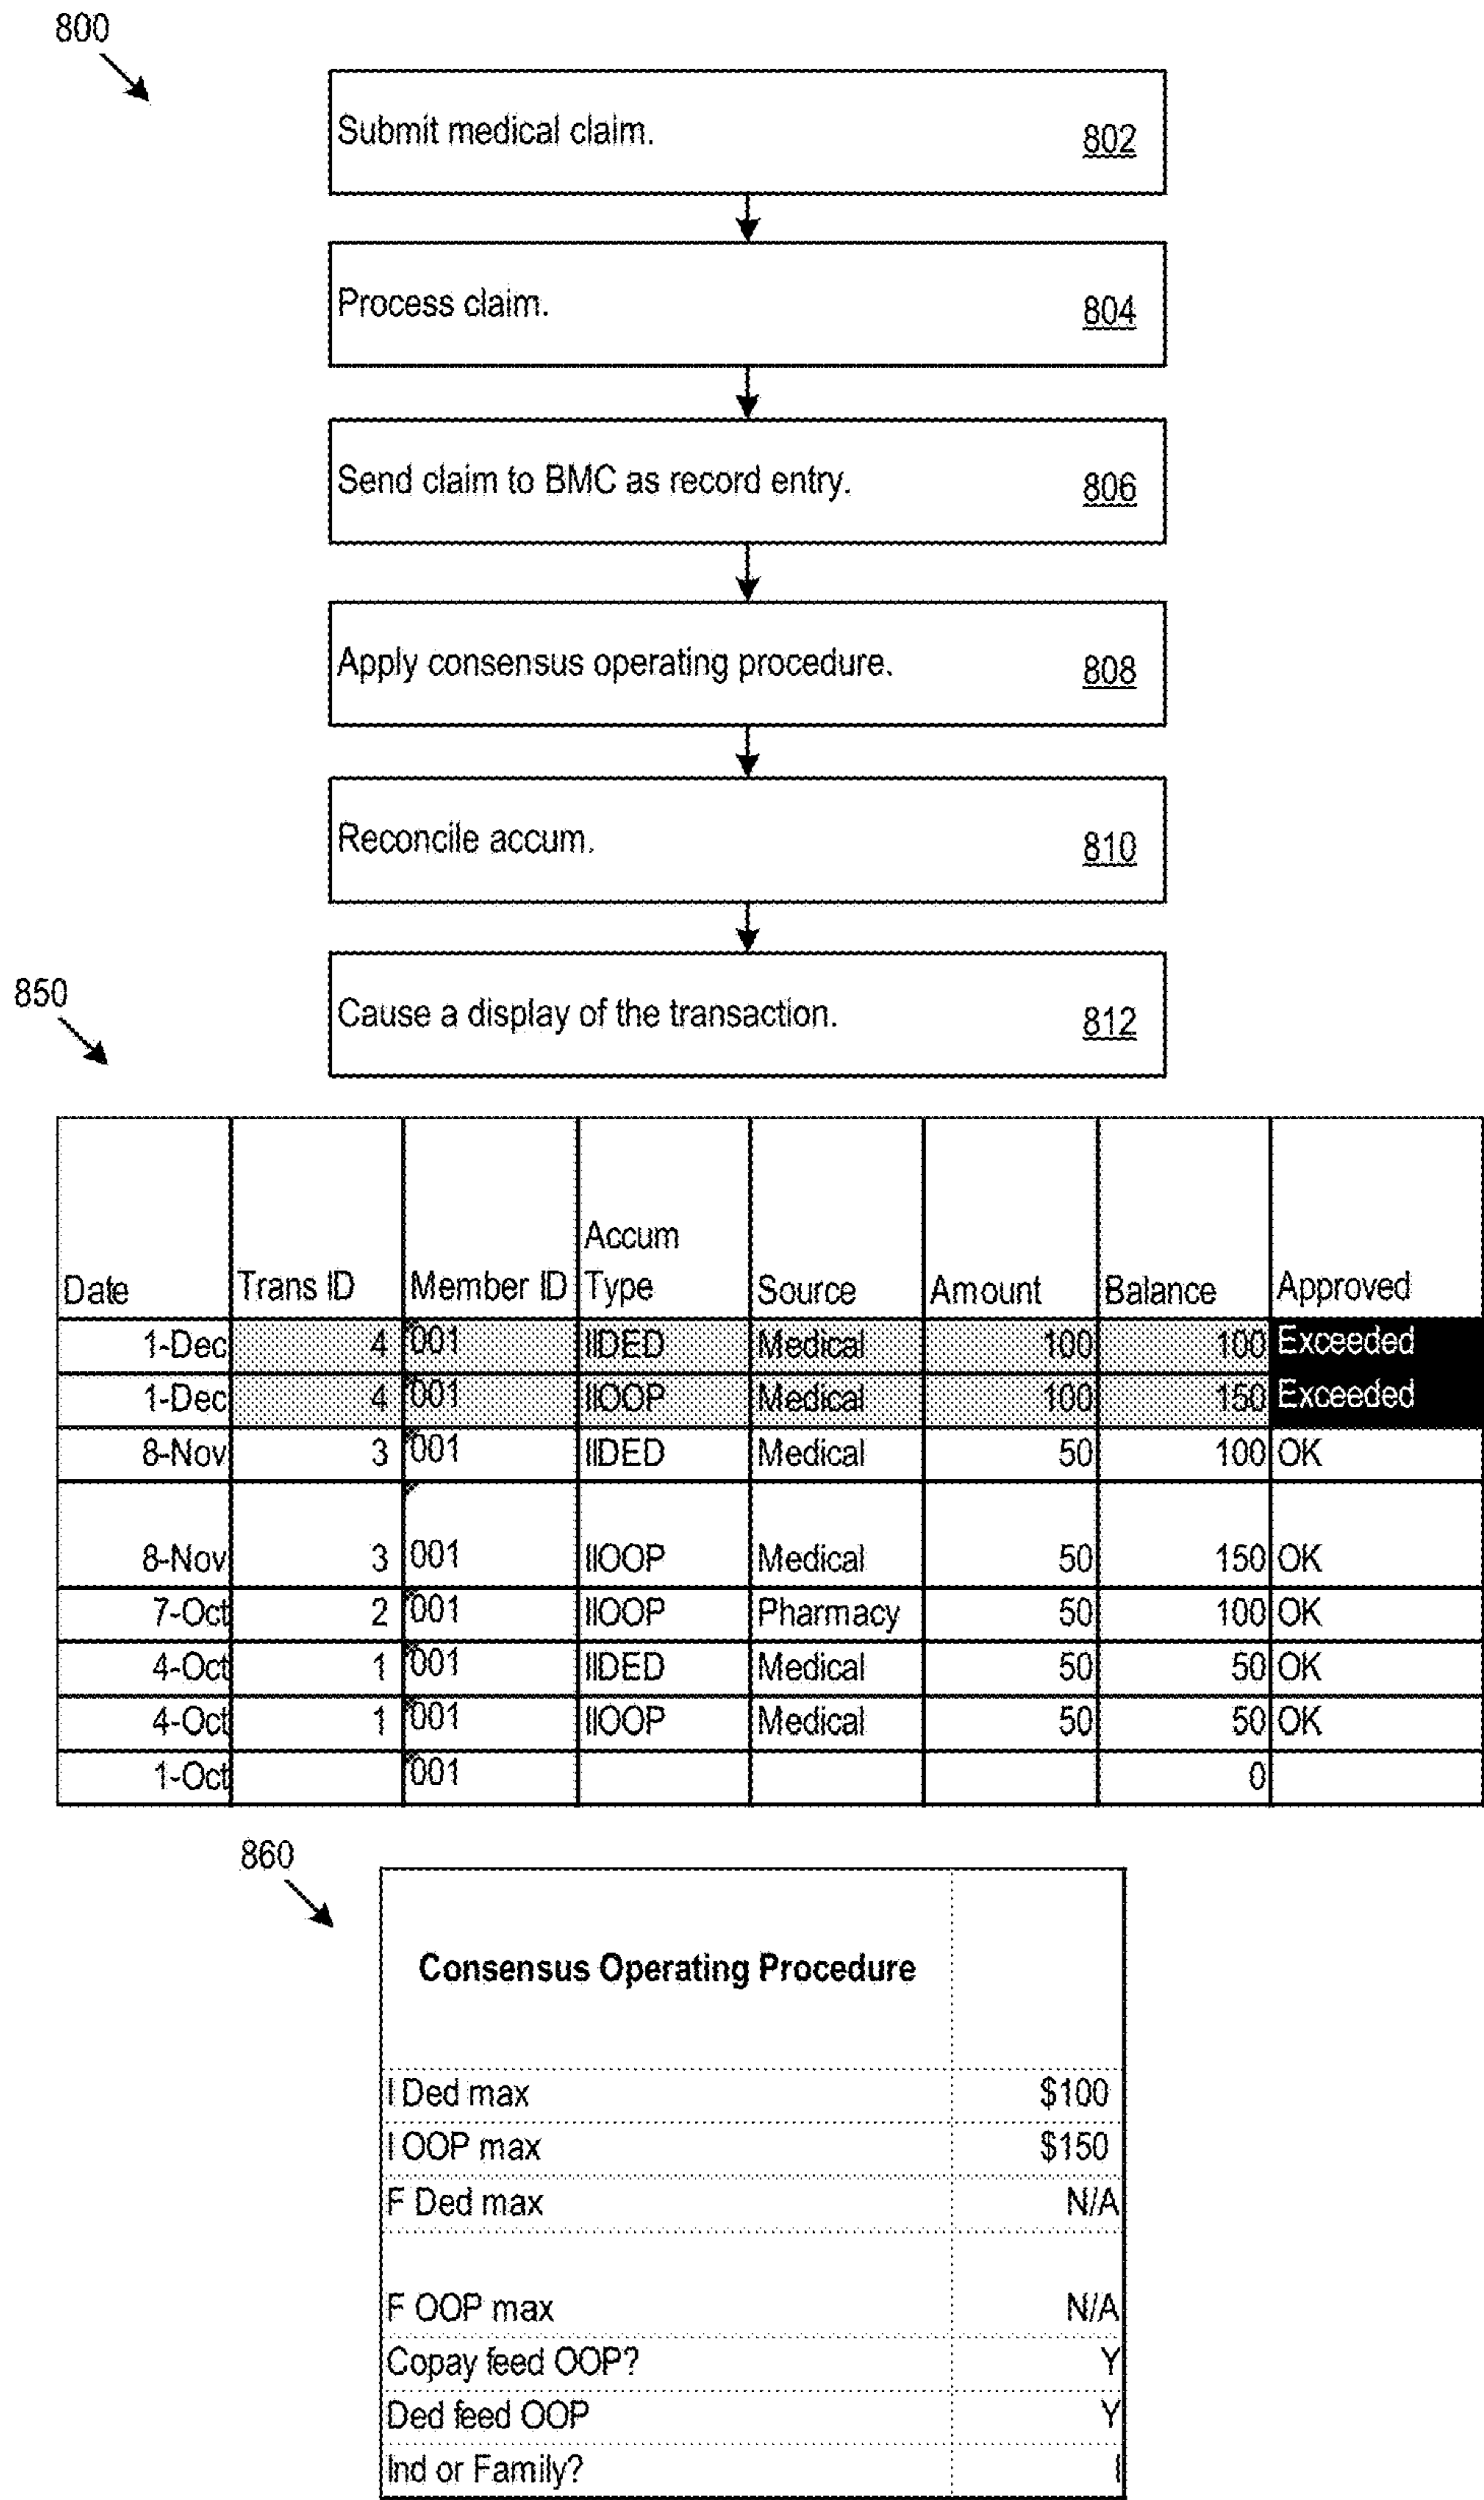 800
Submit medical claim. 802
Process claim. 804
Send claim to BMC as record entry. 806
Apply consensus operating procedure. 808
Reconcile accum. 810
Cause a display of the transaction. 812
850
Date Trans ID Member ID Accum Type Source Amount Balance Approved
1-Dec 4 001 IIDED Medical 100 100 Exceeded
1-Dec 4 001 IIOOP Medical 100 150 Exceeded
8-Nov 3 001 IIDED Medical 50 100 OK
8-Nov 3 001 IIOOP Medical 50 150 OK
7-Oct 2 001 IIOOP Pharmacy 50 100 OK
4-Oct 1 001 IIDED Medical 50 50 OK
4-Oct 1 001 IIOOP Medical 50 50 OK
1-Oct 001 0
860
Consensus Operating Procedure
I Ded max $100
I OOP max $150
F Ded max N/A
F OOP max N/A
Copay feed OOP? Y
Ded feed OOP Y
Ind or Family? I